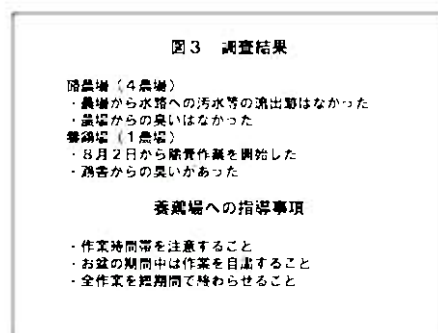 図３　調査結果
酪農場（４農場）
・農場から水路への汚水等の流出跡はなかった
・農場からの臭いはなかった
養鶏場（１農場）
・８月２日から除糞作業を開始した
・鶏舎からの臭いがあった
養鶏場への指導事項
・作業時間帯を注意すること
・お盆の期間中は作業を自粛すること
・全作業を短期間で終わらせること